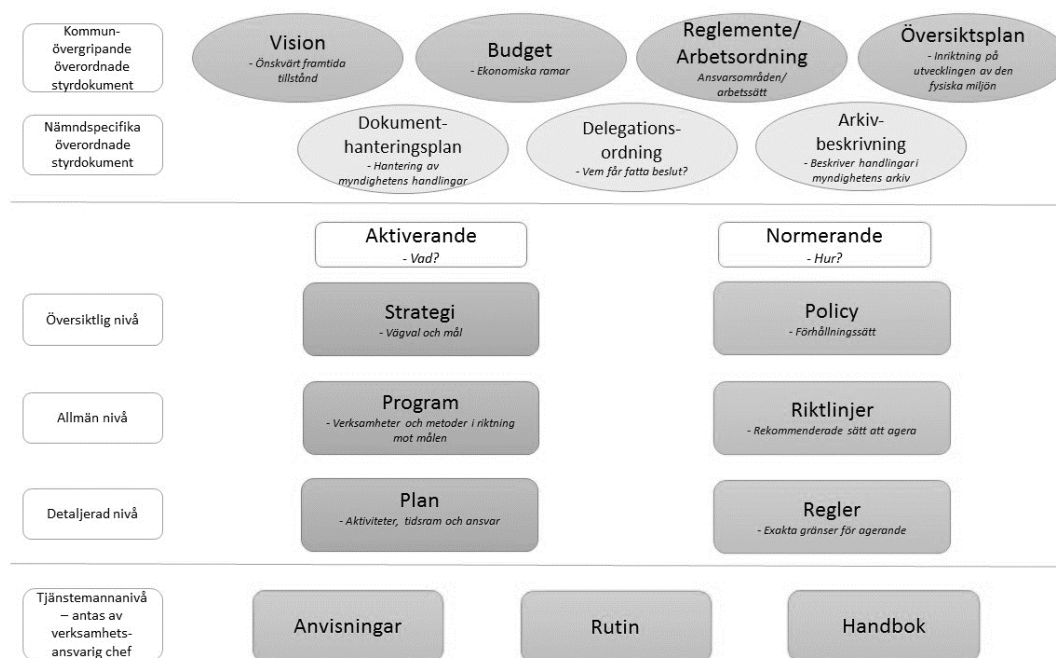 Kommun-
övergripande
överordnade
styrdokument
Vision
- Önskvärt framtida
tillstånd
Budget
- Ekonomiska ramar
Reglemente/
Arbetsordning
Ansvarsområden/
arbetssätt
Översiktsplan
- Inriktning på
utvecklingen av den
fysiska miljön
Nämndspecifika
överordnade
styrdokument
Dokument-
hanteringsplan
- Hantering av
myndighetens handlingar
Delegations-
ordning
- Vem får fatta beslut?
Arkiv-
beskrivning
- Beskriver handlingar i
myndighetens arkiv
Aktiverande
- Vad?
Normerande
- Hur?
Översiktlig nivå
Strategi
- Vägval och mål
Policy
- Förhållningssätt
Allmän nivå
Program
- Verksamheter och metoder i riktning
mot målen
Riktlinjer
- Rekommenderade sätt att agera
Detaljerad nivå
Plan
- Aktiviteter, tidsram och ansvar
Regler
- Exakta gränser för agerande
Tjänstemannanivå
– antas av
verksamhets-
ansvarig chef
Anvisningar
Rutin
Handbok